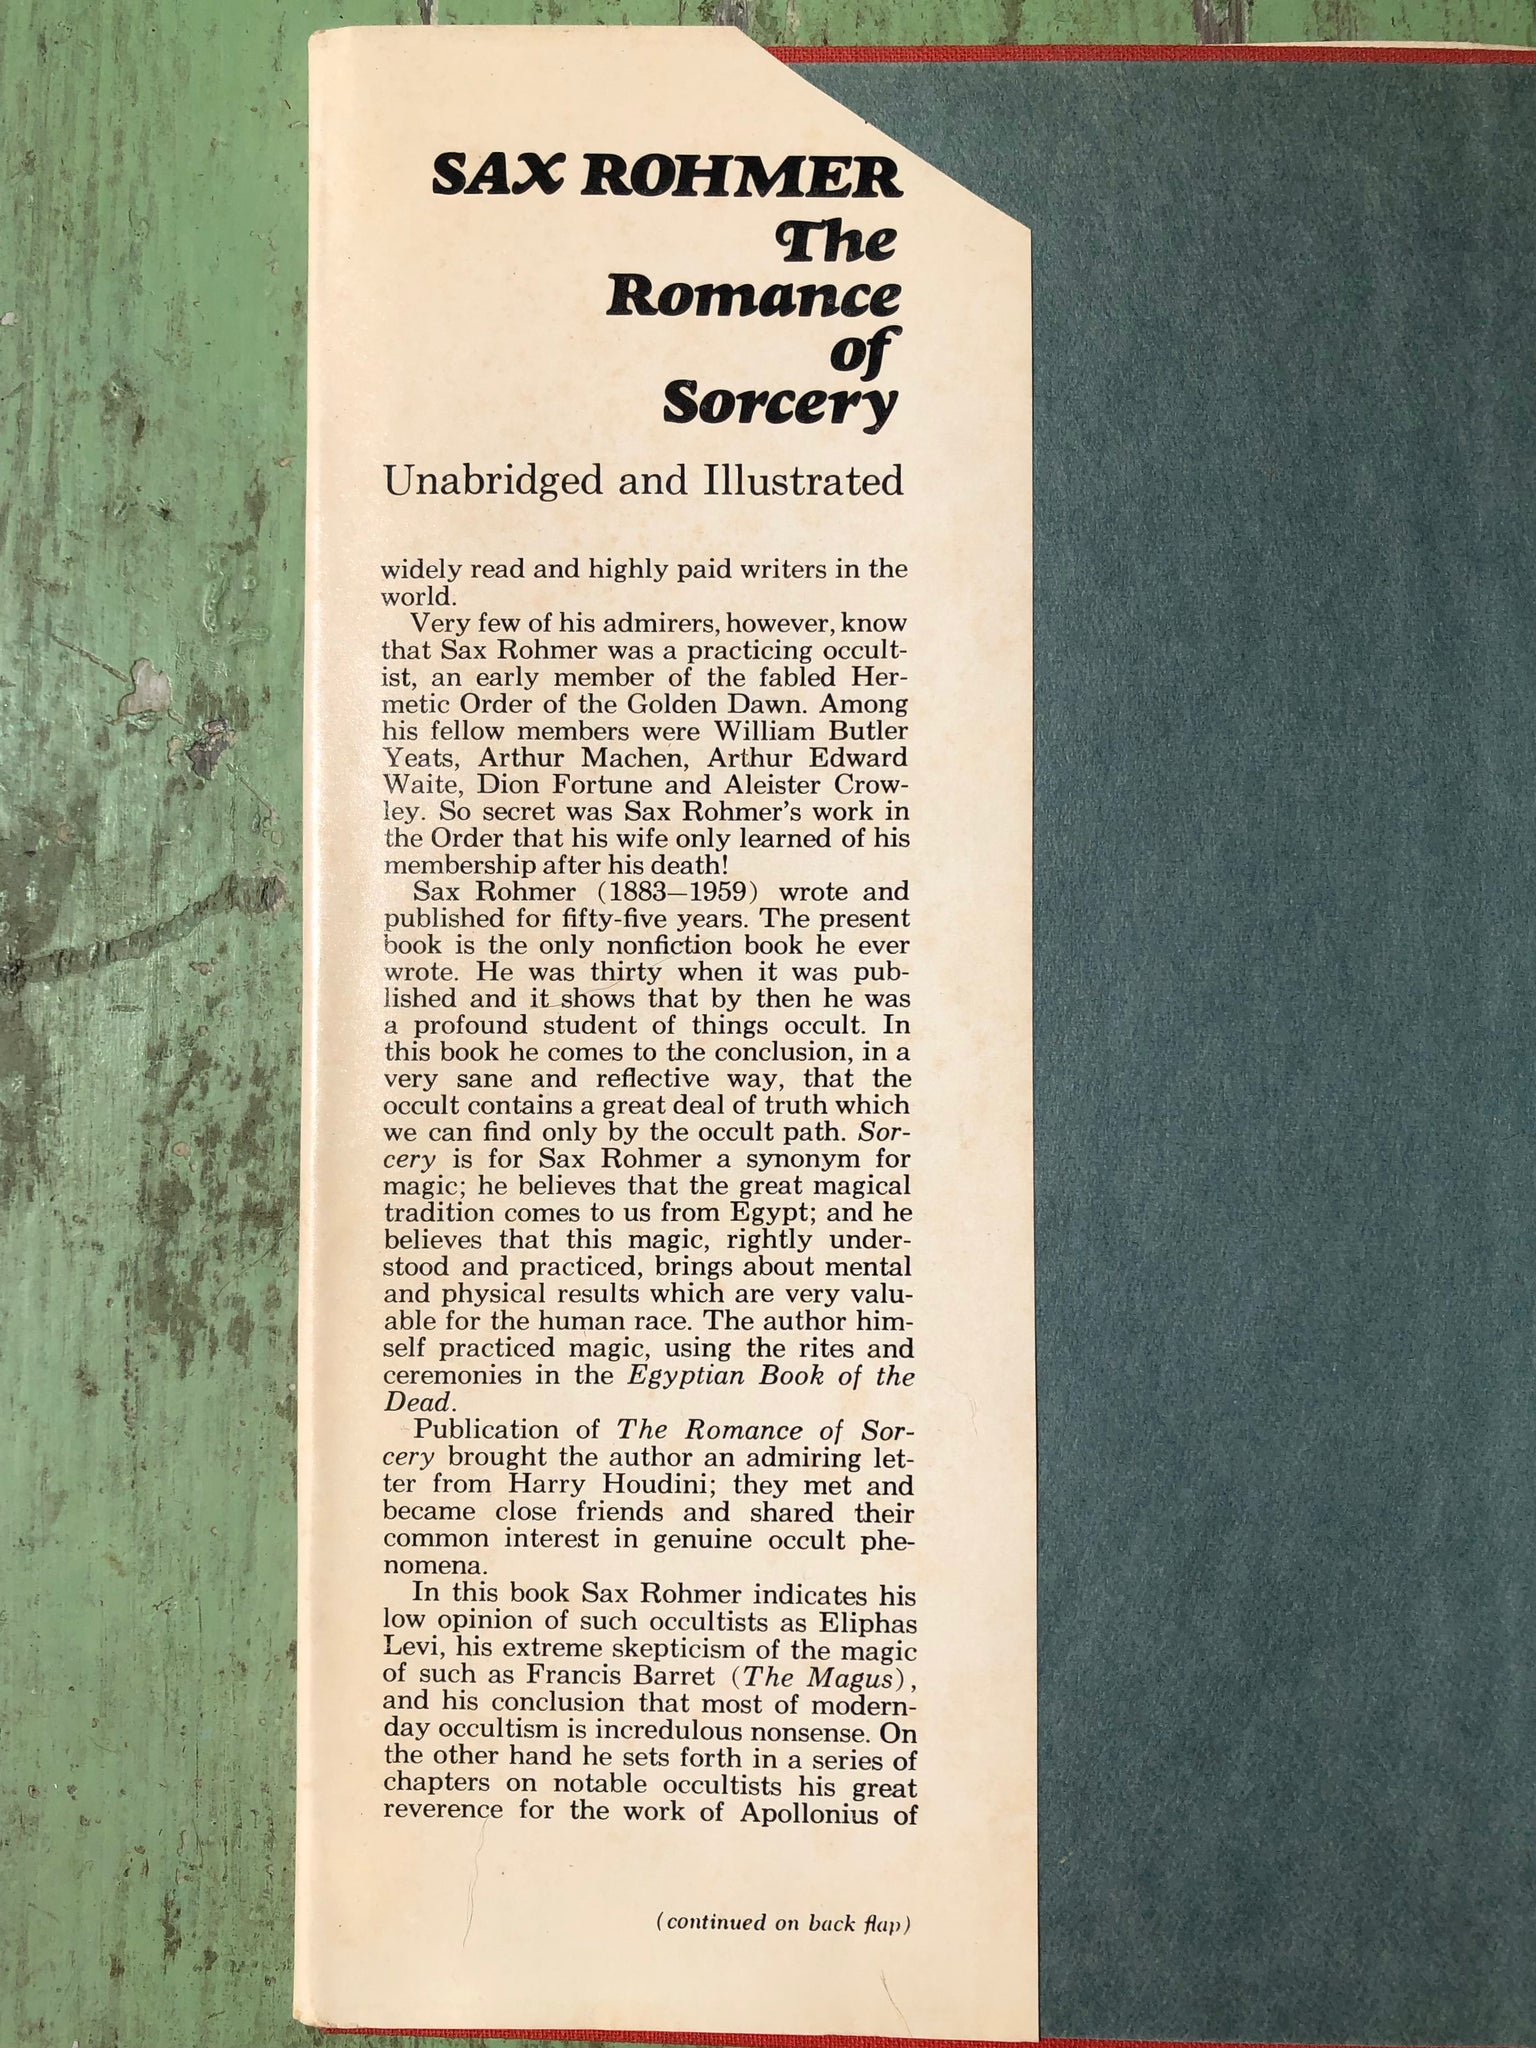 SAX ROHMER
The
Romance
of
Sorcery
Unabridged and Illustrated
widely read and highly paid writers in the
world.
Very few of his admirers, however, know
that Sax Rohmer was a practicing occult-
ist, an early member of the fabled Her-
metic Order of the Golden Dawn. Among
his fellow members were William Butler
Yeats, Arthur Machen, Arthur Edward
Waite, Dion Fortune and Aleister Crow-
ley. So secret was Sax Rohmer's work in
the Order that his wife only learned of his
membership after his death!
Sax Rohmer (1883—1959) wrote and
published for fifty-five years. The present
book is the only nonfiction book he ever
wrote. He was thirty when it was pub-
lished and it shows that by then he was
a profound student of things occult. In
this book he comes to the conclusion, in a
very sane and reflective way, that the
occult contains a great deal of truth which
we can find only by the occult path. Sor-
cery is for Sax Rohmer a synonym for
magic; he believes that the great magical
tradition comes to us from Egypt; and he
believes that this magic, rightly under-
stood and practiced, brings about mental
and physical results which are very valu-
able for the human race. The author him-
self practiced magic, using the rites and
ceremonies in the Egyptian Book of the
Dead.
Publication of The Romance of Sor-
cery brought the author an admiring let-
ter from Harry Houdini; they met and
became close friends and shared their
common interest in genuine occult phe-
nomena.
In this book Sax Rohmer indicates his
low opinion of such occultists as Eliphas
Levi, his extreme skepticism of the magic
of such as Francis Barret (The Magus),
and his conclusion that most of modern-
day occultism is incredulous nonsense. On
the other hand he sets forth in a series of
chapters on notable occultists his great
reverence for the work of Apollonius of
(continued on back flap)